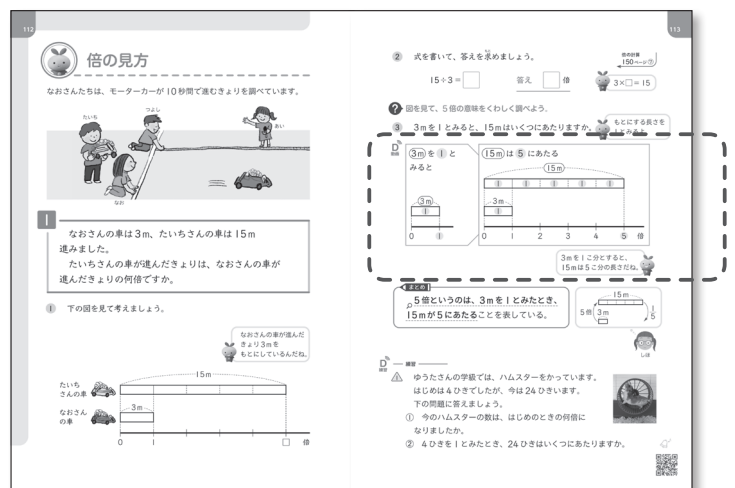 112
倍の見方
なおさんたちは、モーターカーが10秒間で進むきょりを調べています。
たいち
つよし
あい
なお
1
なおさんの車は3m、たいちさんの車は15m
進みました。
たいちさんの車が進んだきょりは、なおさんの車が
進んだきょりの何倍ですか。
① 下の図を見て考えましょう。
なおさんの車が進んだ
きょり3mを
もとにしているんだね。
15m
たいち
さんの車
3m
なおさん
の車
0 1 □ 倍
113
② 式を書いて、答えを求めましょう。
倍の計算
150ページ⑦
15÷3=□ 答え □ 倍
3×□=15
? 図を見て、5倍の意味をくわしく調べよう。
③ 3mを1とみると、15mはいくつにあたりますか。
もとにする長さを
1とみると…
D
3mを1と
みると
15mは5にあたる
15m
1 1 1 1 1
3m
1
0 1
3m
1
0 1 2 3 4 5 倍
3mを1こ分とすると、
15mは5こ分の長さだね。
まとめ
5倍というのは、3mを1とみたとき、
15mが5にあたることを表している。
15m
5倍 3m 1/5
しほ
D 練習
練習
1 ゆうたさんの学級では、ハムスターをかっています。
はじめは4ひきでしたが、今は24ひきいます。
下の問題に答えましょう。
① 今のハムスターの数は、はじめのときの何倍に
なりましたか。
② 4ひきを1とみたとき、24ひきはいくつにあたりますか。